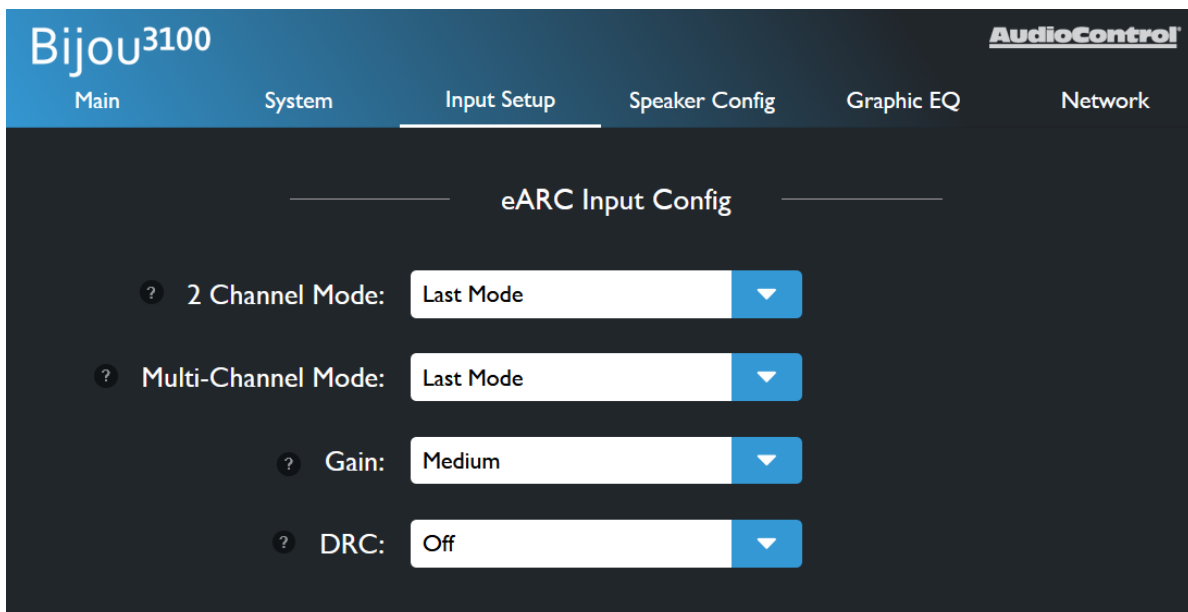 Bijou3100
AudioControl
Main System Input Setup Speaker Config Graphic EQ Network
eARC Input Config
? 2 Channel Mode: Last Mode
? Multi-Channel Mode: Last Mode
? Gain: Medium
? DRC: Off